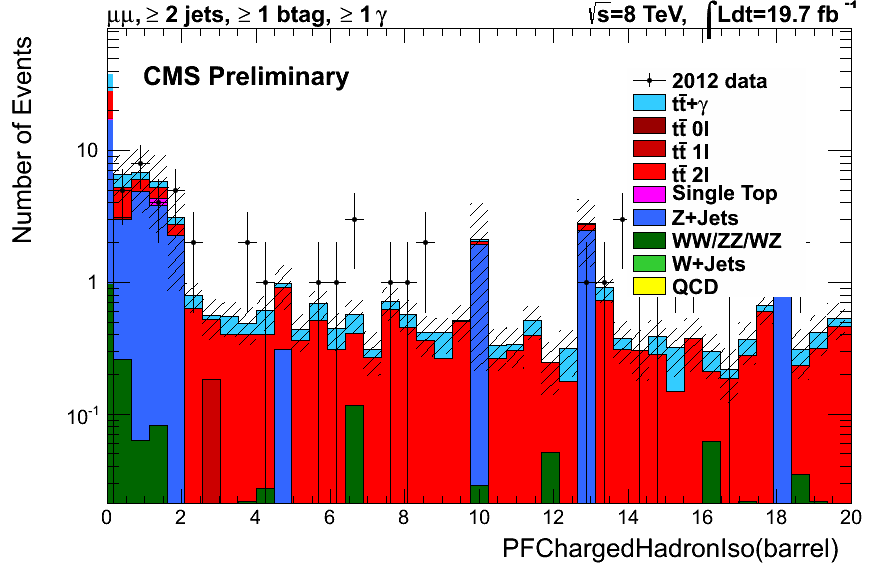 μμ, ≥ 2 jets, ≥ 1 btag, ≥ 1 γ
√s=8 TeV, ∫Ldt=19.7 fb⁻¹
CMS Preliminary
Number of Events
10
1
10⁻¹
2012 data
tt̄+γ
tt̄ 0l
tt̄ 1l
tt̄ 2l
Single Top
Z+Jets
WW/ZZ/WZ
W+Jets
QCD
0 2 4 6 8 10 12 14 16 18 20
PFChargedHadronIso(barrel)